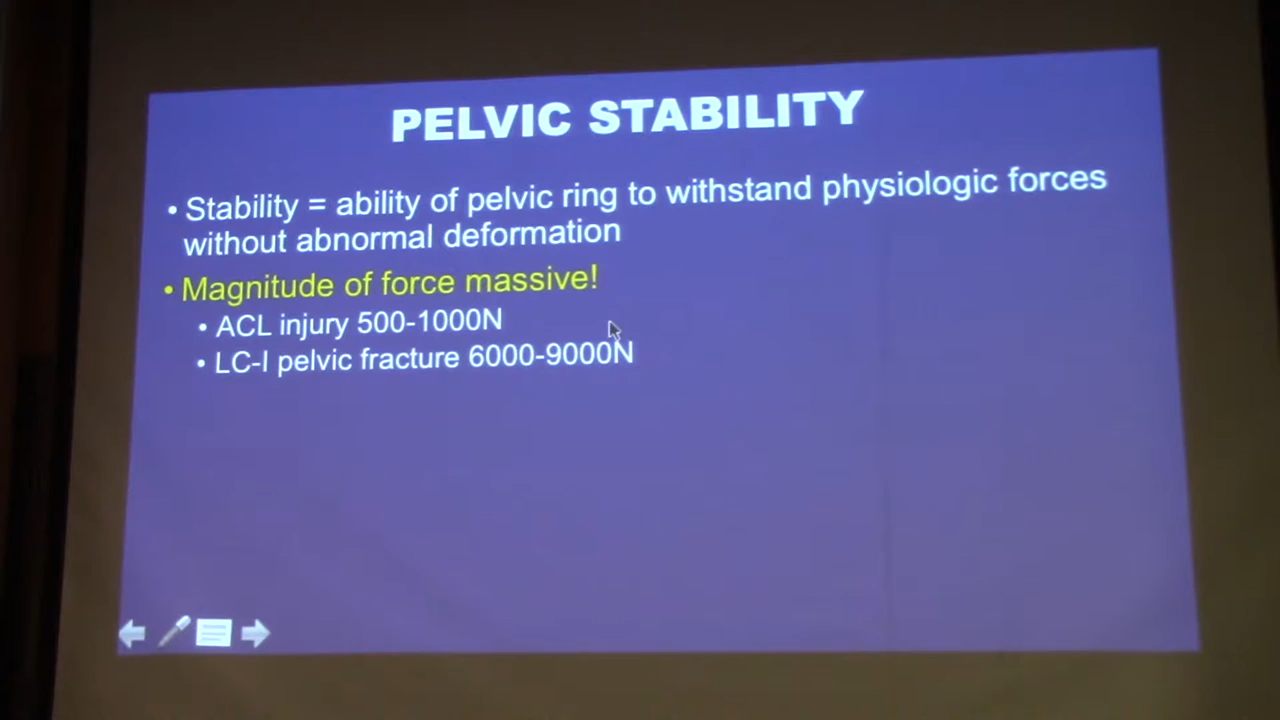 PELVIC STABILITY
• Stability = ability of pelvic ring to withstand physiologic forces
without abnormal deformation
• Magnitude of force massive!
• ACL injury 500-1000N
• LC-I pelvic fracture 6000-9000N